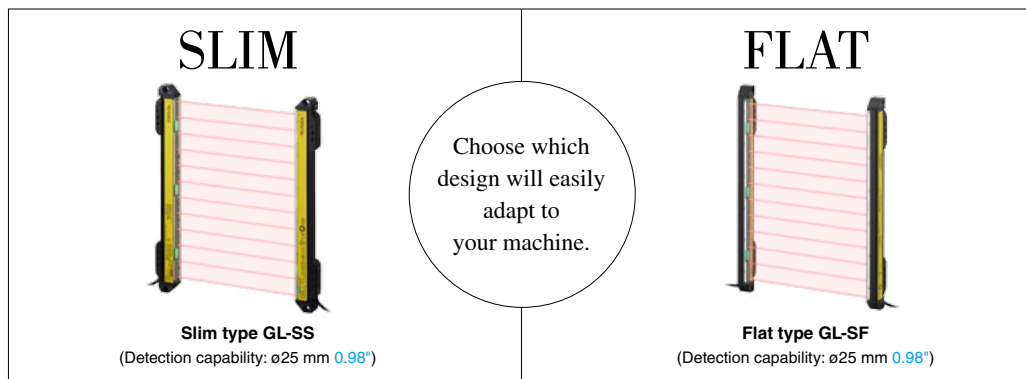 SLIM
FLAT
Choose which
design will easily
adapt to
your machine.
Slim type GL-SS
(Detection capability: ø25 mm 0.98")
Flat type GL-SF
(Detection capability: ø25 mm 0.98")